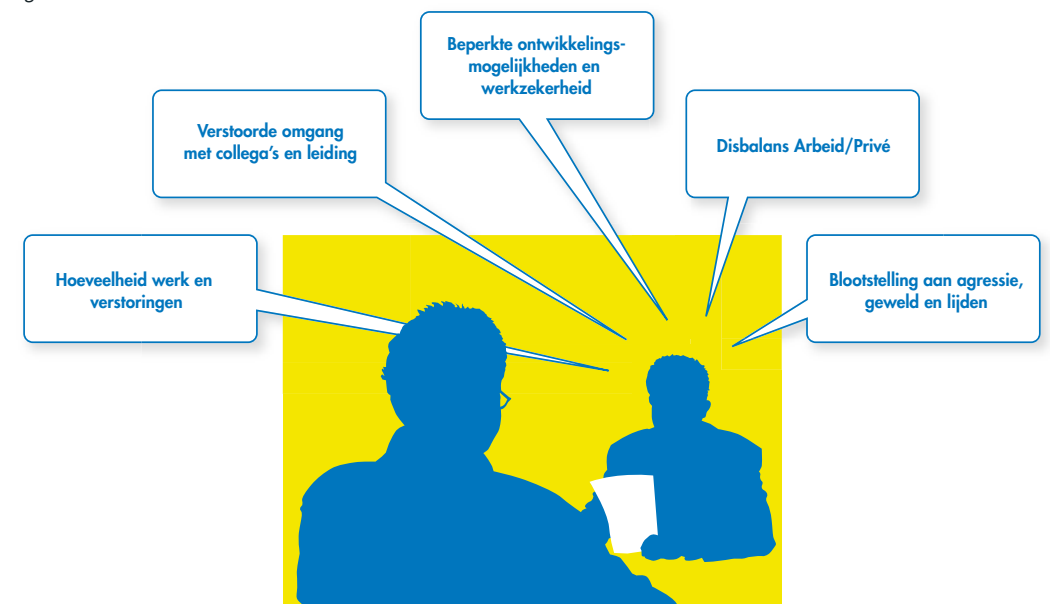 Beperkte ontwikkelings-
mogelijkheden en
werkzekerheid
Verstoorde omgang
met collega's en leiding
Disbalans Arbeid/Privé
Hoeveelheid werk en
verstoringen
Blootstelling aan agressie,
geweld en lijden